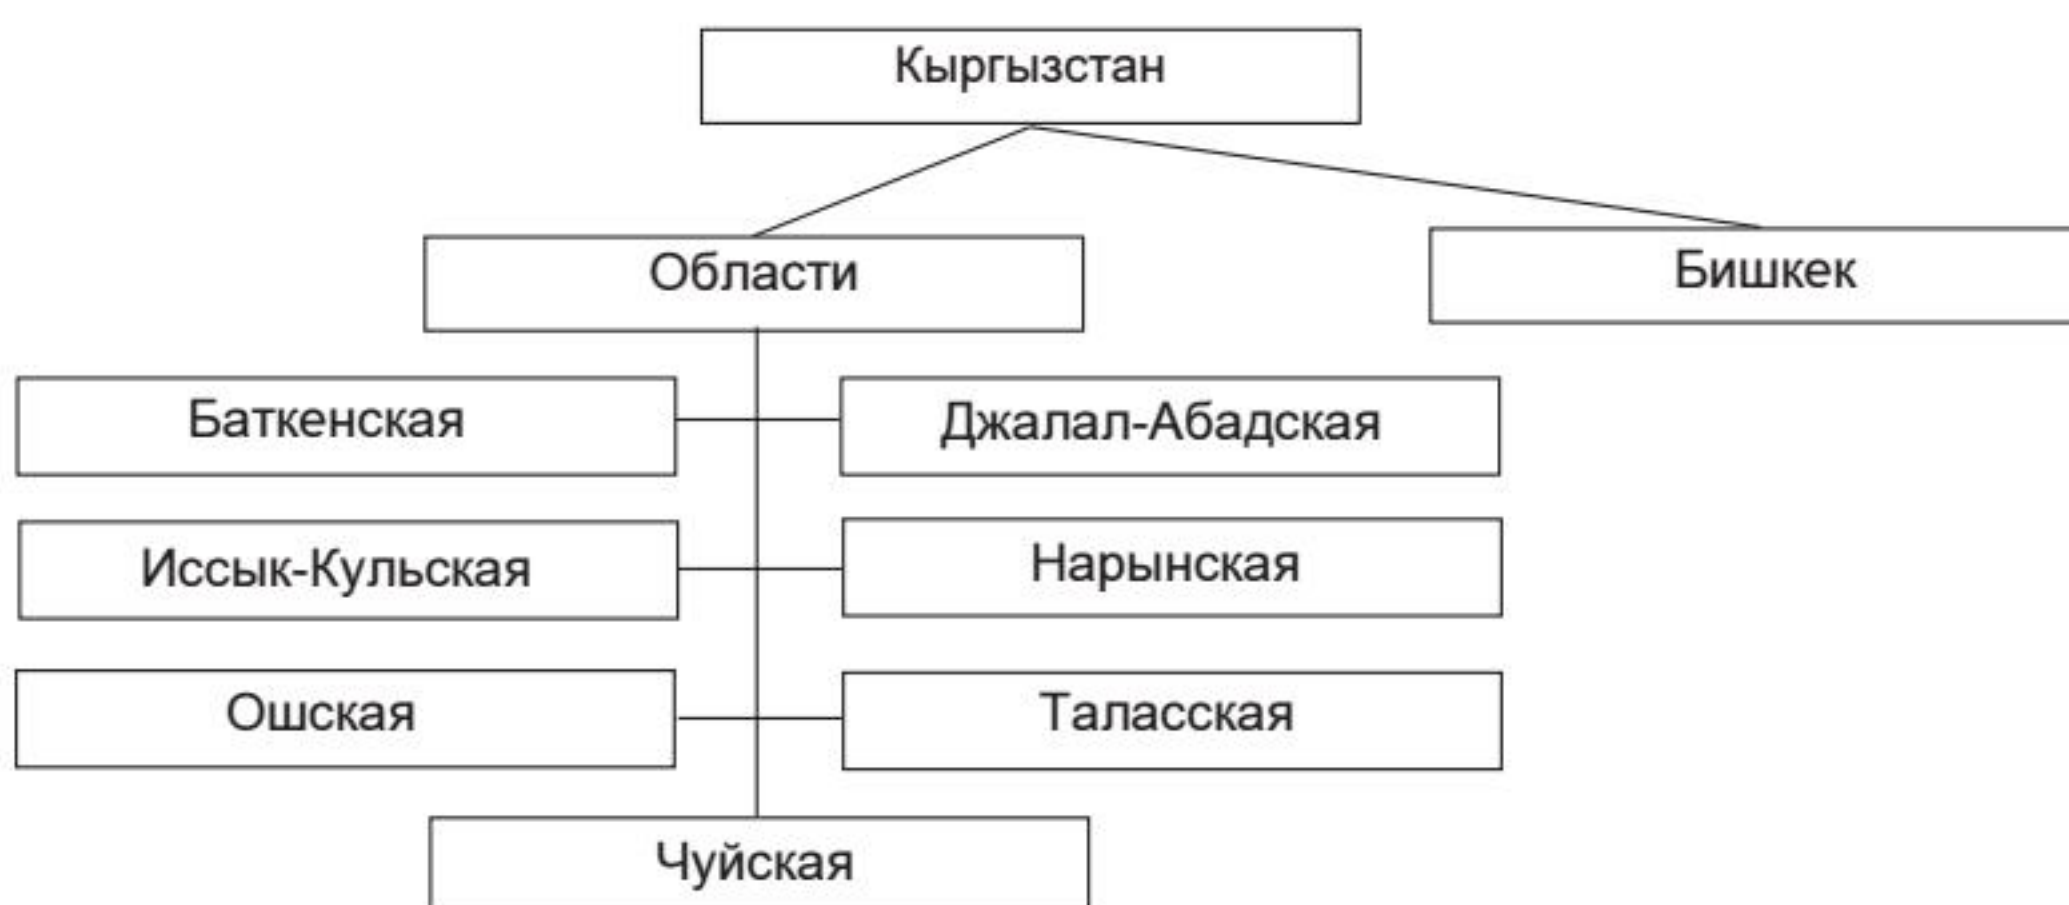 Кыргызстан
Области
Бишкек
Баткенская
Джалал-Абадская
Иссык-Кульская
Нарынская
Ошская
Таласская
Чуйская